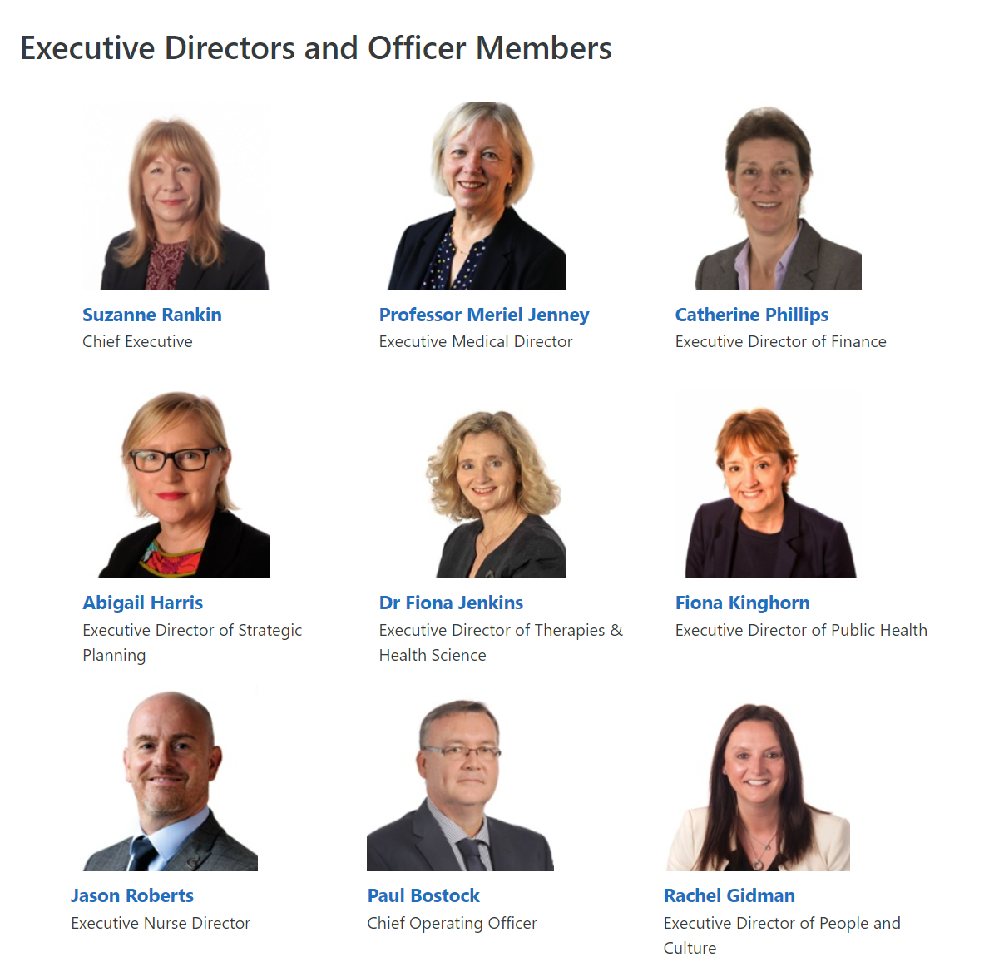 Executive Directors and Officer Members
Suzanne Rankin
Chief Executive
Professor Meriel Jenney
Executive Medical Director
Catherine Phillips
Executive Director of Finance
Abigail Harris
Executive Director of Strategic
Planning
Dr Fiona Jenkins
Executive Director of Therapies &
Health Science
Fiona Kinghorn
Executive Director of Public Health
Jason Roberts
Executive Nurse Director
Paul Bostock
Chief Operating Officer
Rachel Gidman
Executive Director of People and
Culture